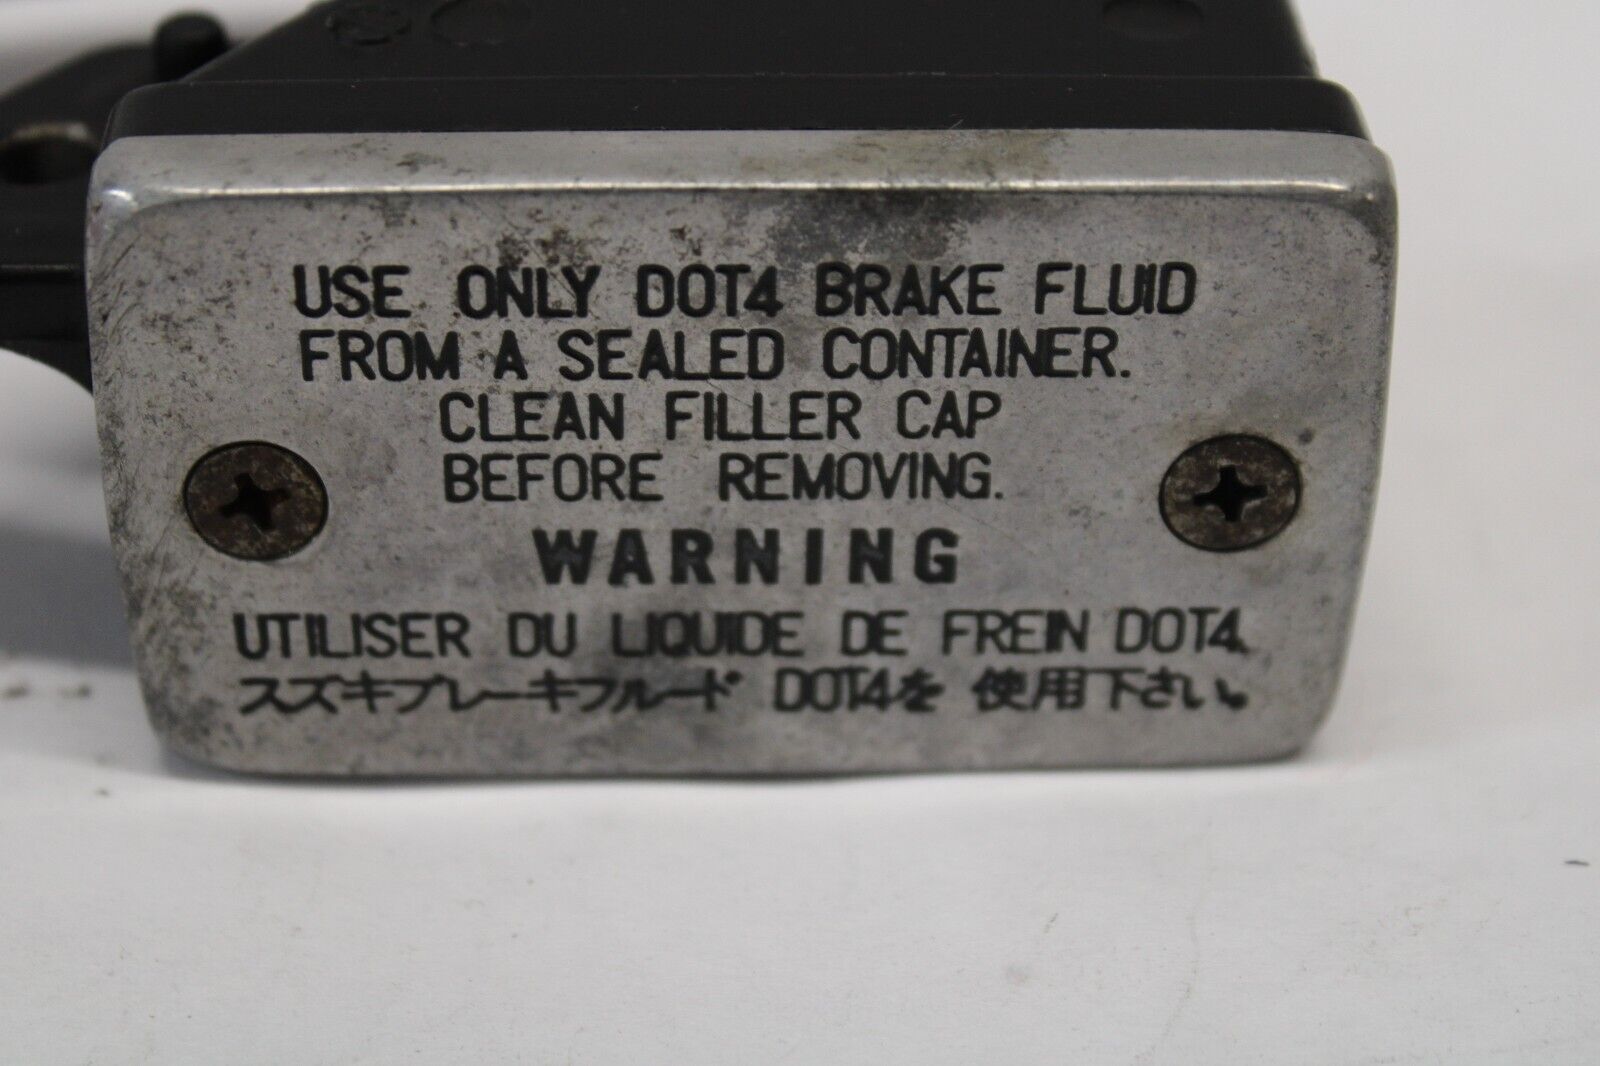 USE ONLY DOT4 BRAKE FLUID
FROM A SEALED CONTAINER.
CLEAN FILLER CAP
BEFORE REMOVING.
WARNING
UTILISER DU LIQUIDE DE FREIN DOT4.
スズキブレーキフルード DOT4を 使用下さい。